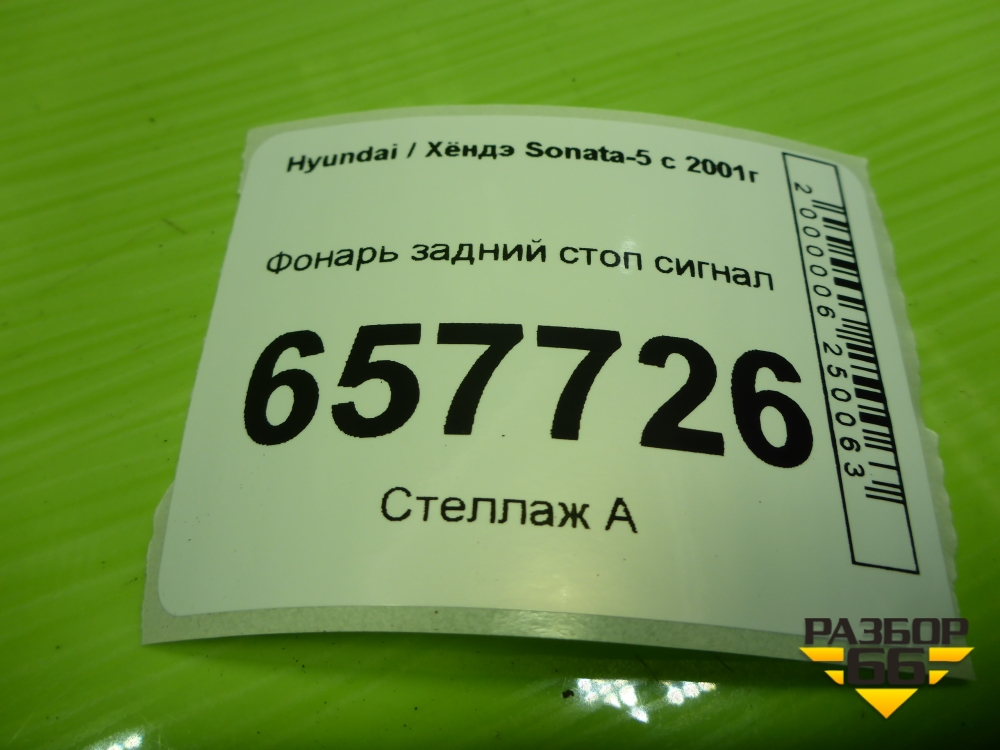 Hyundai / Хёндэ Sonata-5 с 2001г
Фонарь задний стоп сигнал
657726
Стеллаж А
2000006250063
РАЗБОР
66